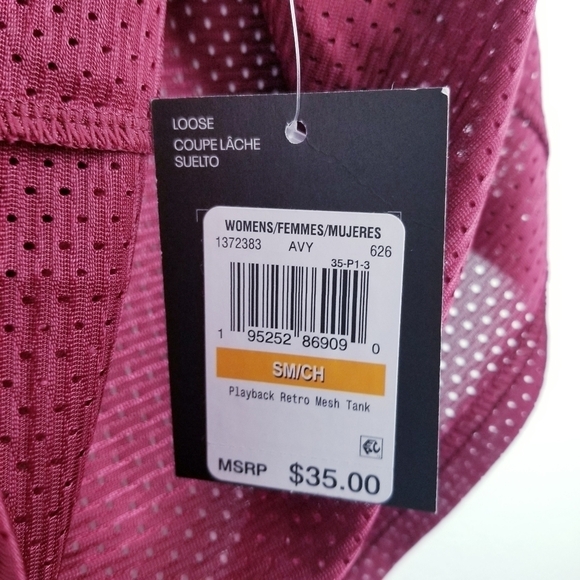 LOOSE
COUPE LÂCHE
SUELTO
WOMENS/FEMMES/MUJERES
1372383 AVY 626
35-P1-3
1 95252 86909 0
SM/CH
Playback Retro Mesh Tank
MSRP $35.00